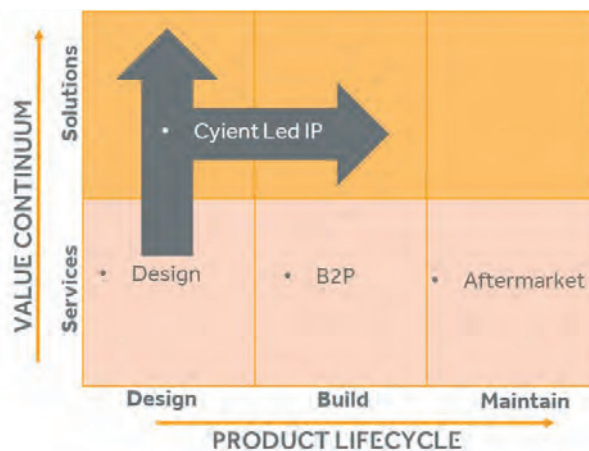 VALUE CONTINUUM
Solutions
Services
• Cyient Led IP
• Design
• B2P
• Aftermarket
Design
Build
Maintain
PRODUCT LIFECYCLE